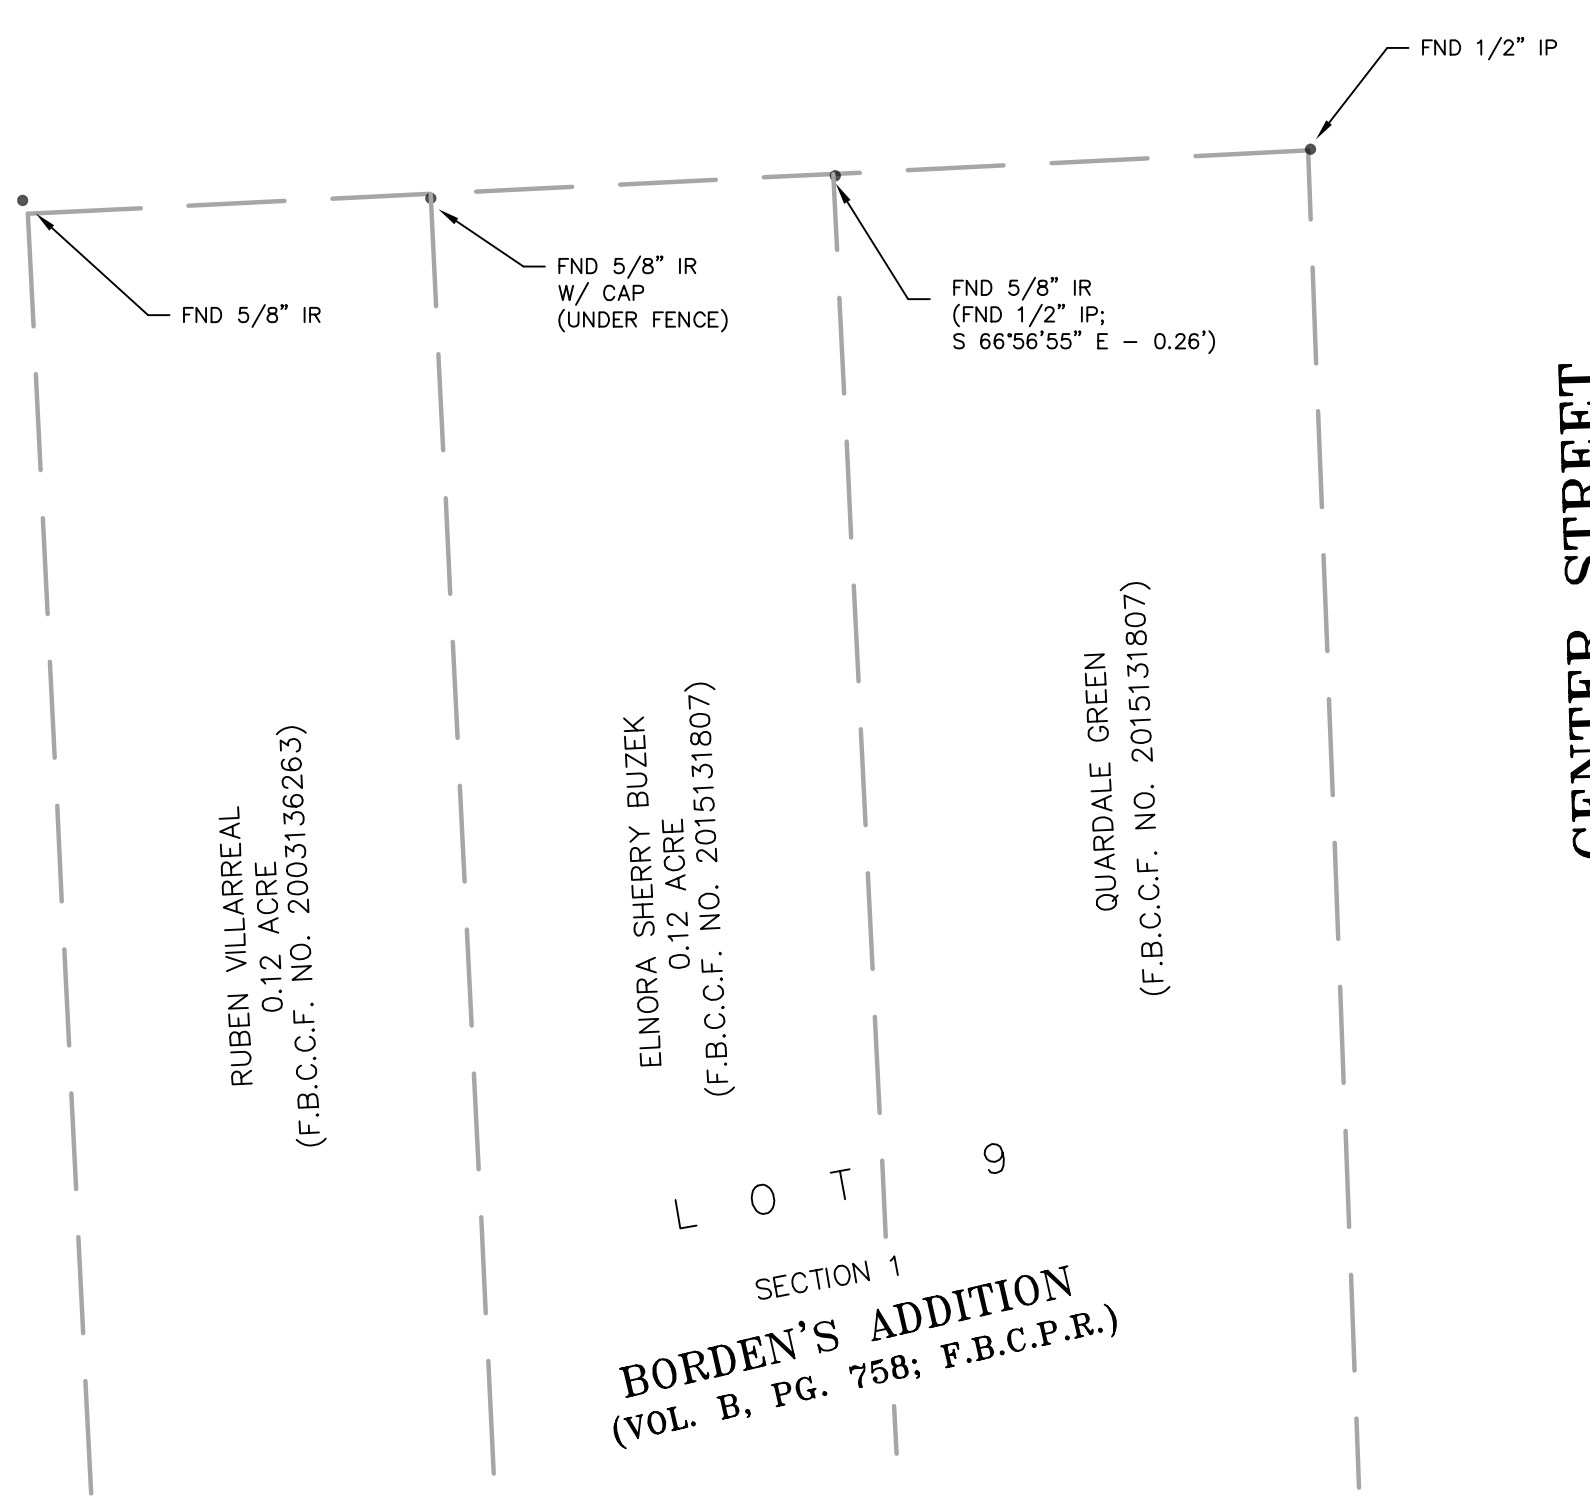 FND 1/2" IP
FND 5/8" IR
W/ CAP
(UNDER FENCE)
FND 5/8" IR
(FND 1/2" IP;
S 66°56'55" E – 0.26')
FND 5/8" IR
CENTER STREET
RUBEN VILLARREAL
0.12 ACRE
(F.B.C.C.F. NO. 2003136263)
ELNORA SHERRY BUZEK
0.12 ACRE
(F.B.C.C.F. NO. 2015131807)
QUARDALE GREEN
(F.B.C.C.F. NO. 2015131807)
L O T 9
SECTION 1
BORDEN'S ADDITION
(VOL. B, PG. 758; F.B.C.P.R.)